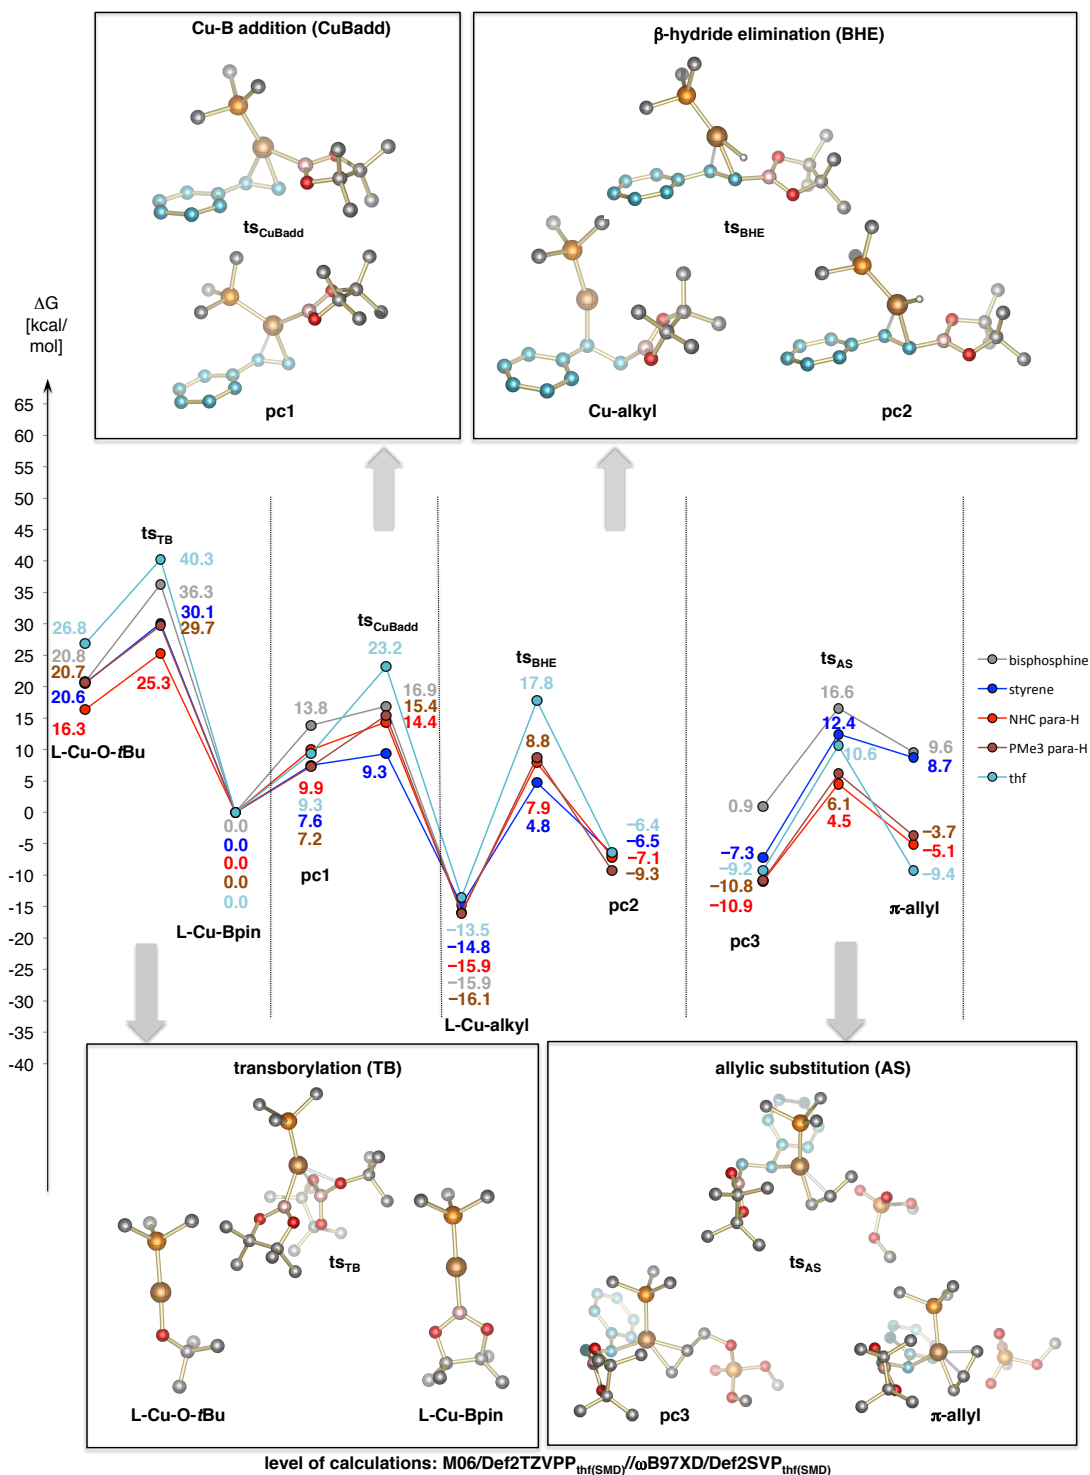 Cu-B addition (CuBadd)
β-hydride elimination (BHE)
ts_CuBadd
ts_BHE
pc1
Cu-alkyl
pc2
ΔG
[kcal/
mol]
65
60
55
50
45
40
35
30
25
20
15
10
5
0
-5
-10
-15
-20
-25
-30
-35
-40
ts_TB
40.3
36.3
30.1
29.7
25.3
26.8
20.8
20.7
20.6
16.3
L-Cu-O-tBu
0.0
0.0
0.0
0.0
0.0
L-Cu-Bpin
13.8
9.9
9.3
7.6
7.2
pc1
ts_CuBadd
23.2
16.9
15.4
14.4
9.3
−13.5
−14.8
−15.9
−15.9
−16.1
L-Cu-alkyl
ts_BHE
17.8
8.8
7.9
4.8
−6.4
−6.5
−7.1
−9.3
pc2
0.9
−7.3
−9.2
−10.8
−10.9
pc3
ts_AS
16.6
12.4
10.6
6.1
4.5
9.6
8.7
−3.7
−5.1
−9.4
π-allyl
bisphosphine
styrene
NHC para-H
PMe3 para-H
thf
transborylation (TB)
ts_TB
L-Cu-O-tBu
L-Cu-Bpin
allylic substitution (AS)
ts_AS
pc3
π-allyl
level of calculations: M06/Def2TZVPP_thf(SMD)//ωB97XD/Def2SVP_thf(SMD)